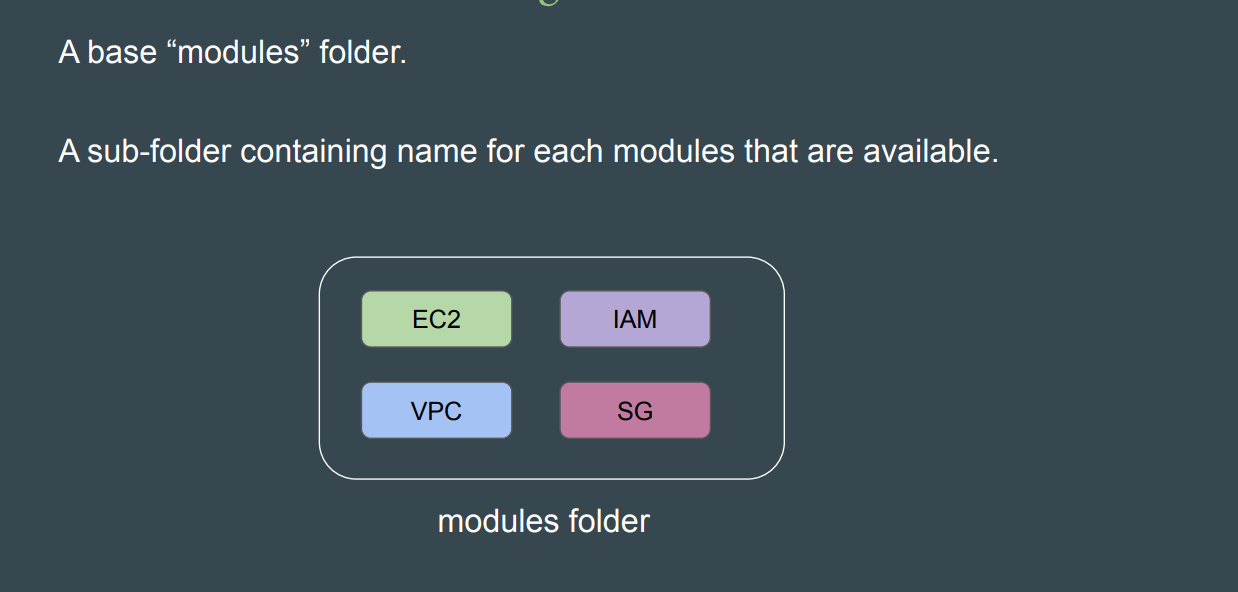 A base “modules” folder.
A sub-folder containing name for each modules that are available.
EC2
IAM
VPC
SG
modules folder